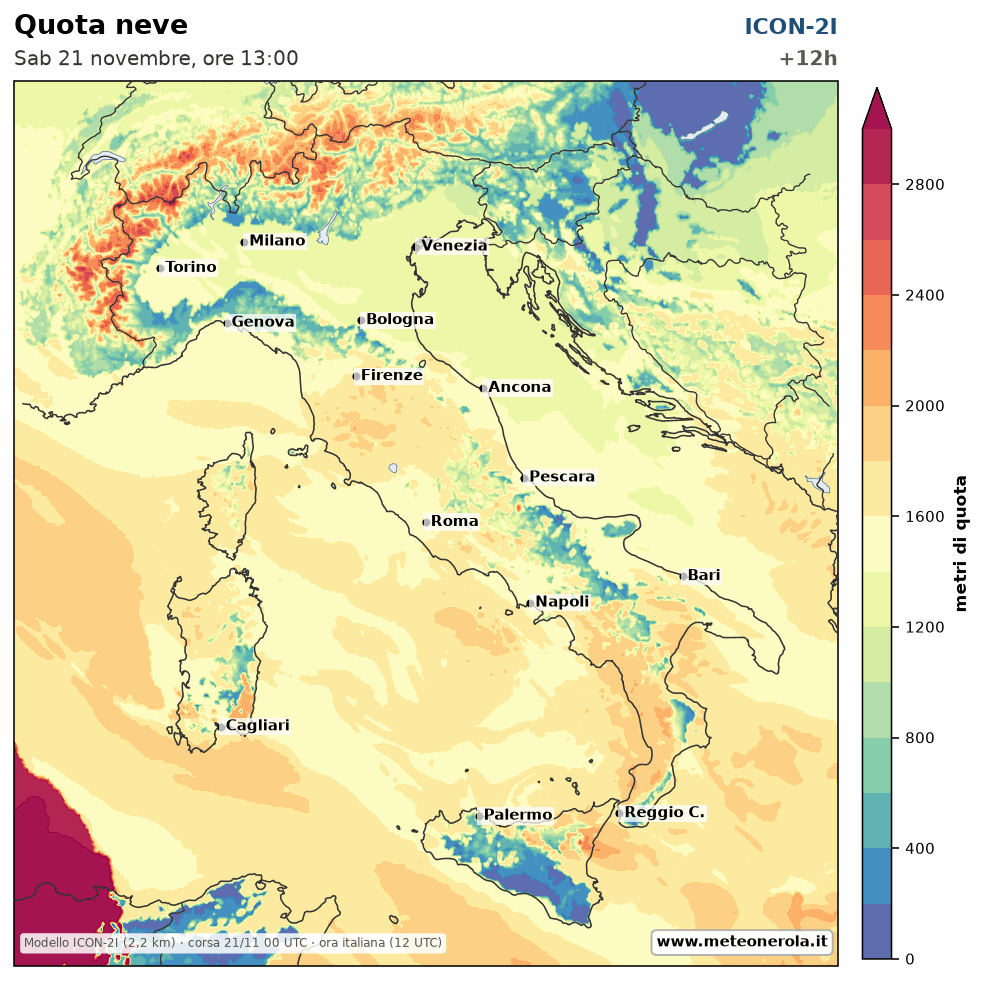 Quota neve
ICON-2I
Sab 21 novembre, ore 13:00
+12h
Milano
Venezia
Torino
Genova
Bologna
Firenze
Ancona
Pescara
Roma
Bari
Napoli
Cagliari
Palermo
Reggio C.
2800
2400
2000
1600
1200
800
400
0
metri di quota
Modello ICON-2I (2,2 km) · corsa 21/11 00 UTC · ora italiana (12 UTC)
www.meteonerola.it